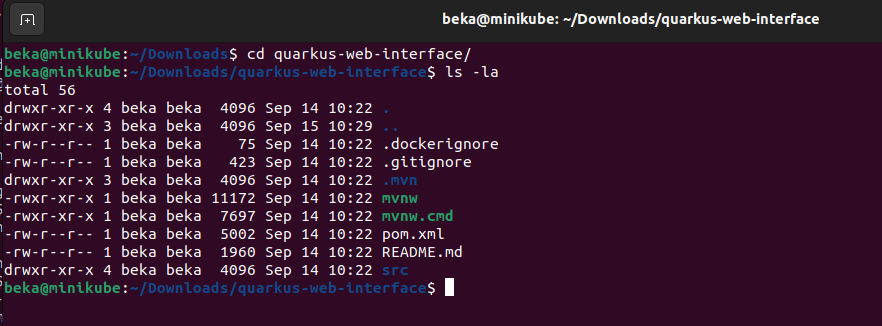 beka@minikube: ~/Downloads/quarkus-web-interface
beka@minikube:~/Downloads$ cd quarkus-web-interface/
beka@minikube:~/Downloads/quarkus-web-interface$ ls -la
total 56
drwxr-xr-x 4 beka beka  4096 Sep 14 10:22 .
drwxr-xr-x 3 beka beka  4096 Sep 15 10:29 ..
-rw-r--r-- 1 beka beka    75 Sep 14 10:22 .dockerignore
-rw-r--r-- 1 beka beka   423 Sep 14 10:22 .gitignore
drwxr-xr-x 3 beka beka  4096 Sep 14 10:22 .mvn
-rwxr-xr-x 1 beka beka 11172 Sep 14 10:22 mvnw
-rwxr-xr-x 1 beka beka  7697 Sep 14 10:22 mvnw.cmd
-rw-r--r-- 1 beka beka  5002 Sep 14 10:22 pom.xml
-rw-r--r-- 1 beka beka  1960 Sep 14 10:22 README.md
drwxr-xr-x 4 beka beka  4096 Sep 14 10:22 src
beka@minikube:~/Downloads/quarkus-web-interface$